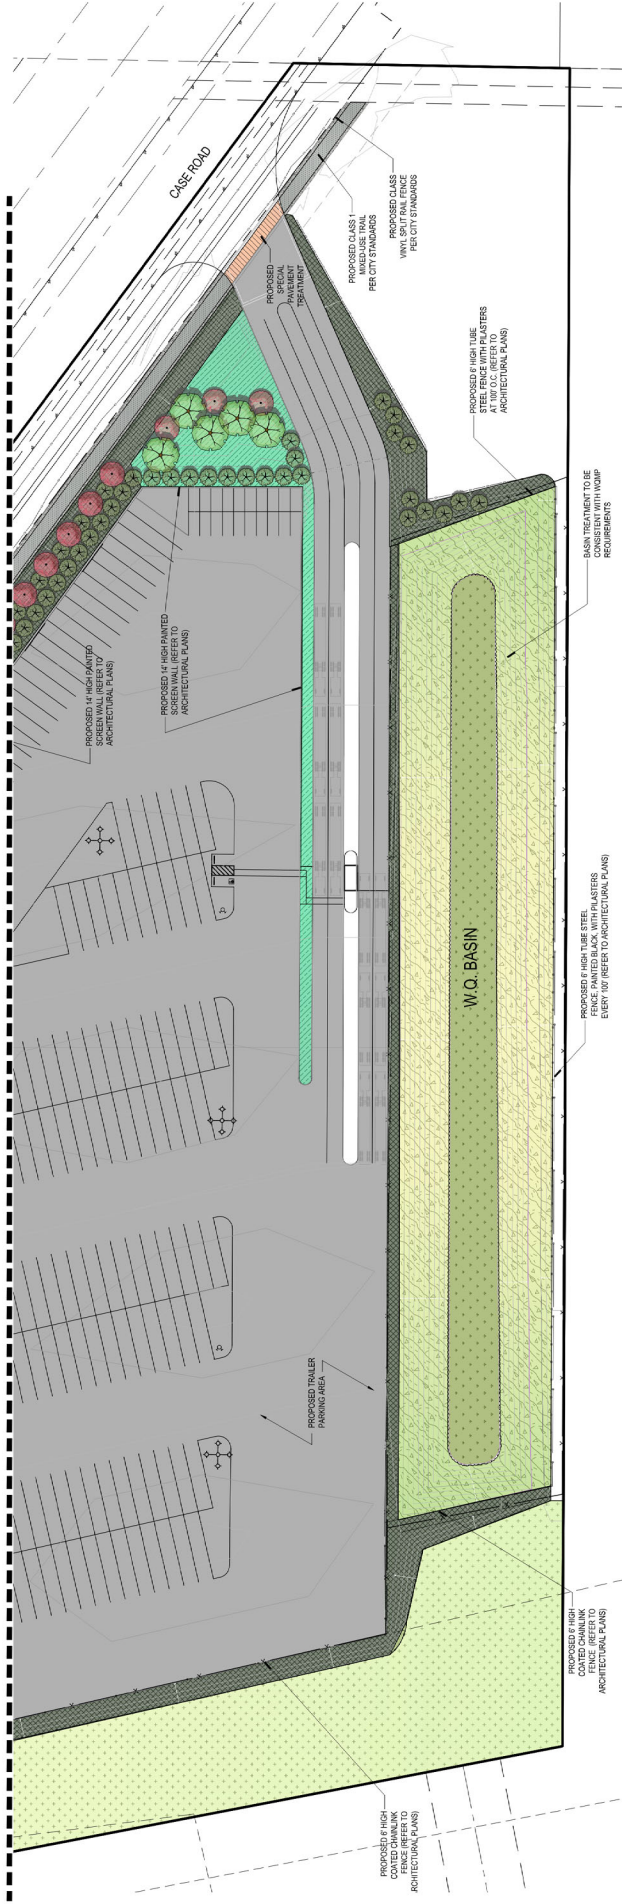 CASE ROAD
PROPOSED CLASS
VINYL SPLIT RAIL FENCE
PER CITY STANDARDS
PROPOSED CLASS 1
MIXED-USE TRAIL
PER CITY STANDARDS
PROPOSED
SPECIAL
PAVEMENT
TREATMENT
PROPOSED 6' HIGH TUBE
STEEL FENCE WITH PILASTERS
AT 100' O.C. (REFER TO
ARCHITECTURAL PLANS)
BASIN TREATMENT TO BE
CONSISTENT WITH WQMP
REQUIREMENTS
PROPOSED 14' HIGH PAINTED
SCREEN WALL (REFER TO
ARCHITECTURAL PLANS)
PROPOSED 14' HIGH PAINTED
SCREEN WALL (REFER TO
ARCHITECTURAL PLANS)
W.Q. BASIN
PROPOSED 6' HIGH TUBE STEEL
FENCE, PAINTED BLACK, WITH PILASTERS
EVERY 100' (REFER TO ARCHITECTURAL PLANS)
PROPOSED TRAILER
PARKING AREA
PROPOSED 6' HIGH
COATED CHAINLINK
FENCE (REFER TO
ARCHITECTURAL PLANS)
PROPOSED 6' HIGH
COATED CHAINLINK
FENCE (REFER TO
.RCHITECTURAL PLANS)